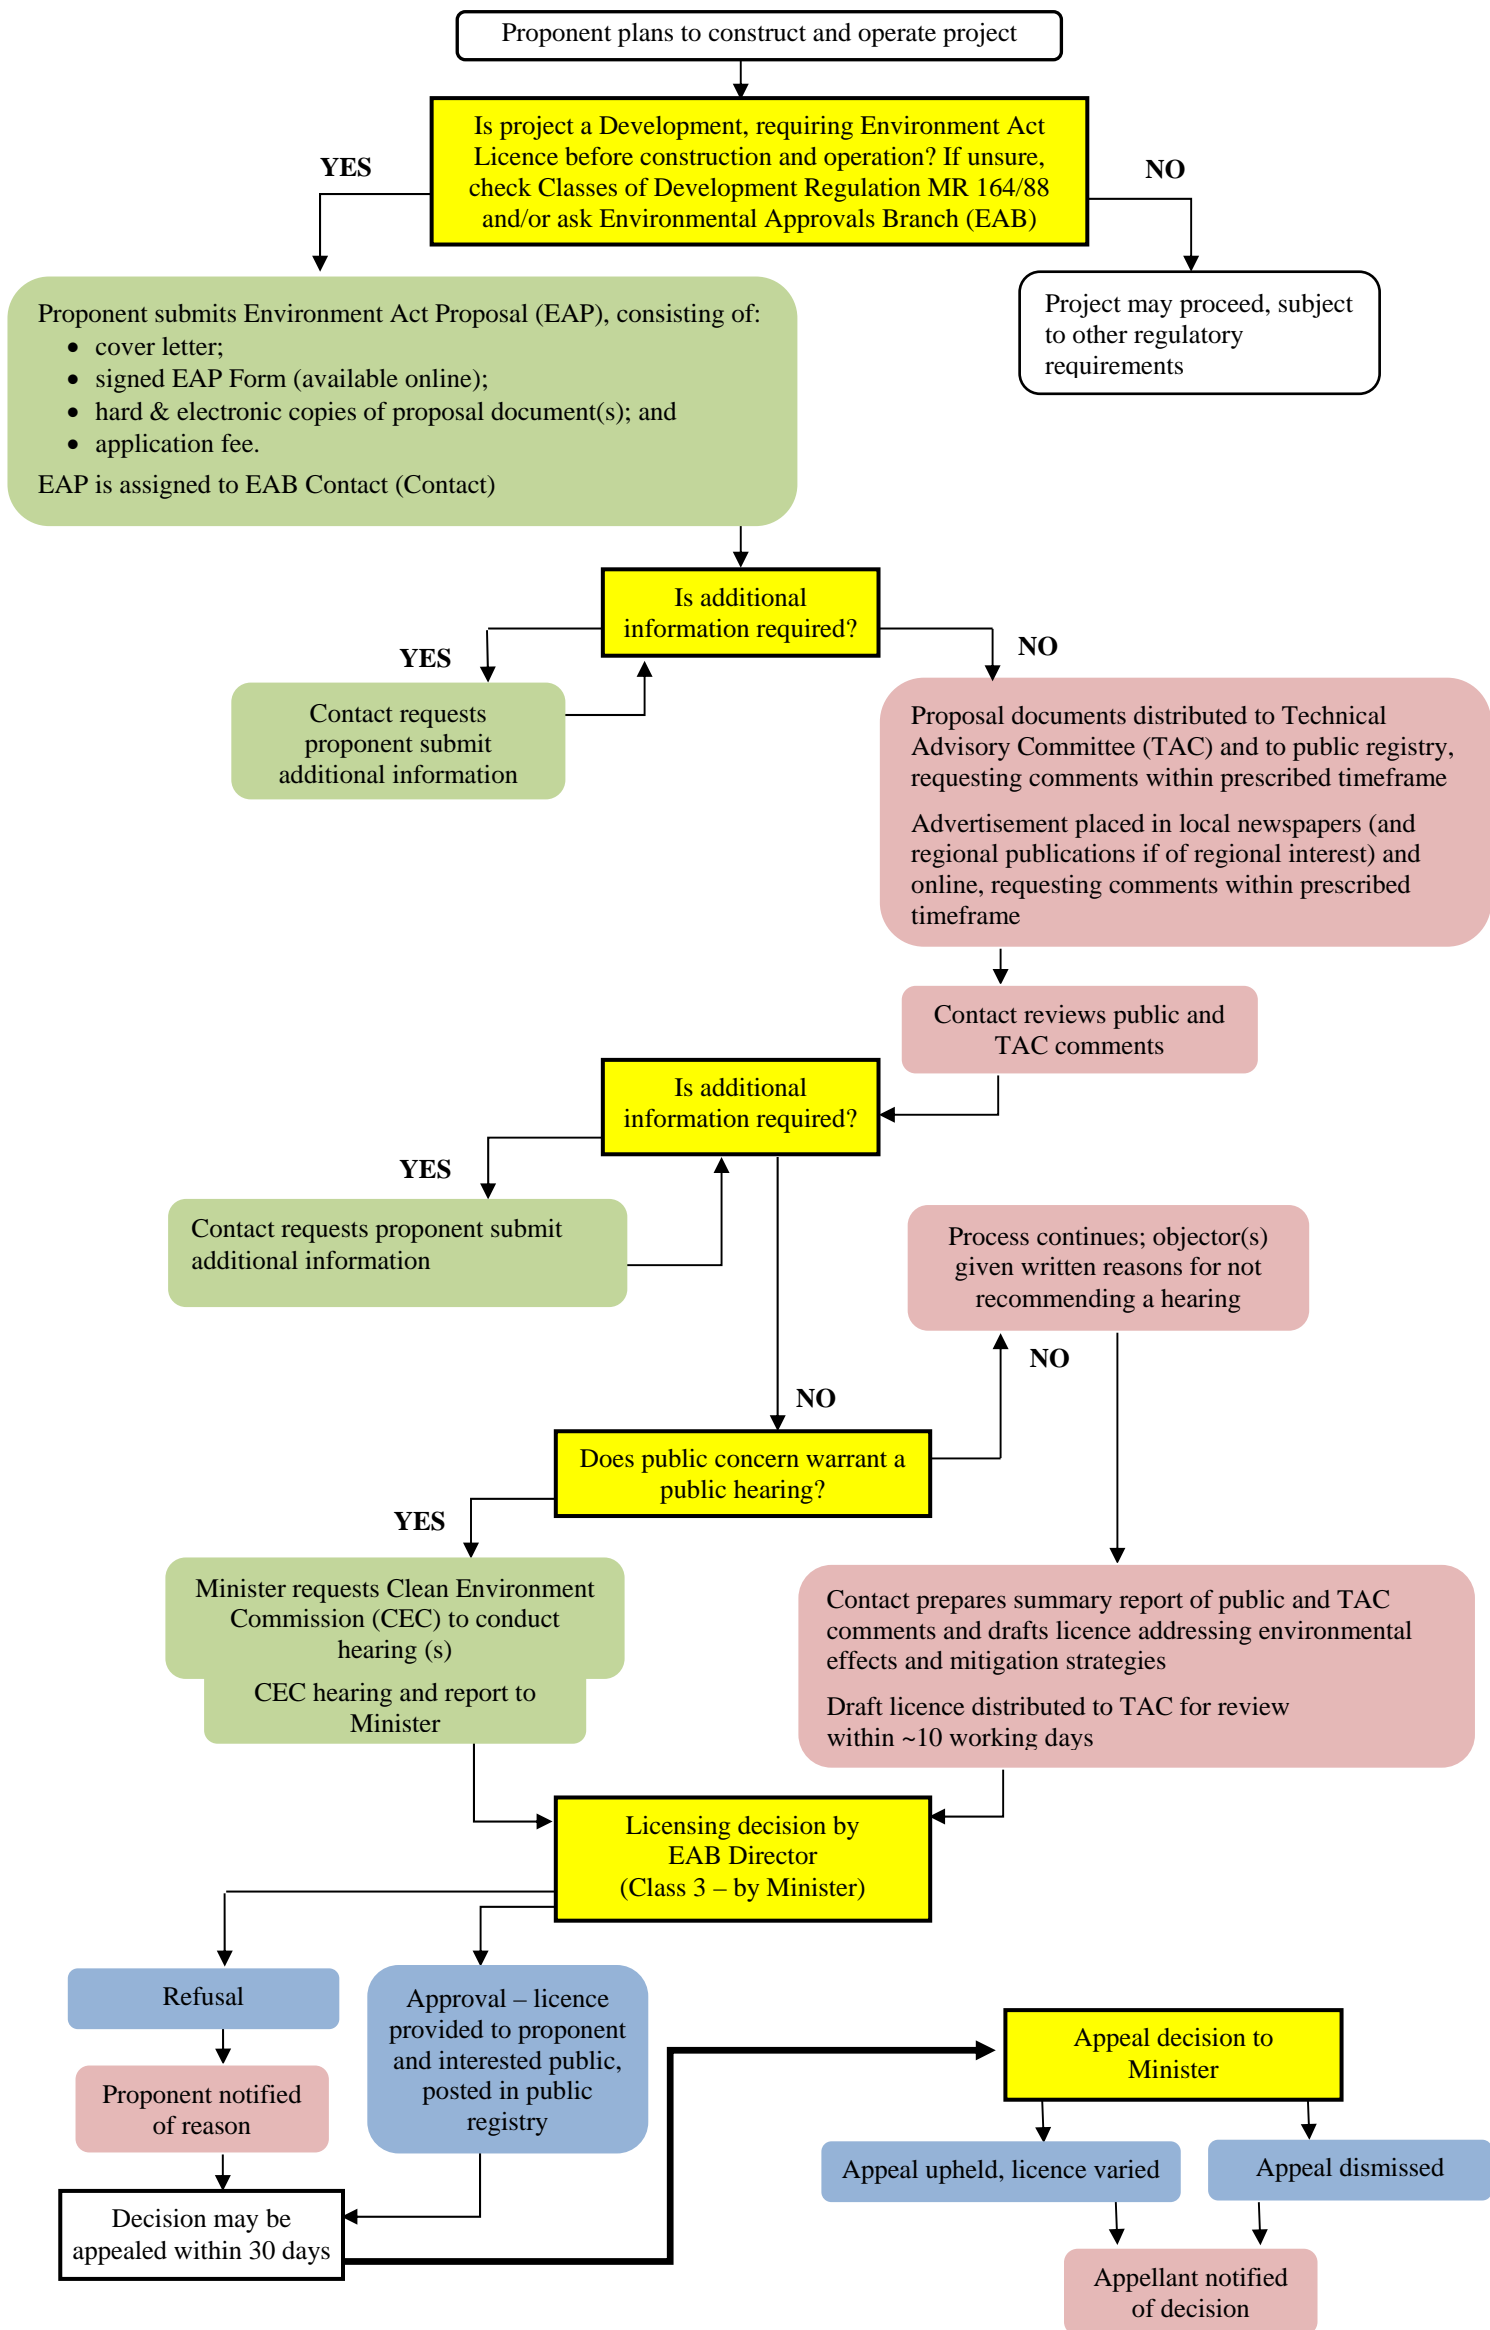 Proponent plans to construct and operate project
Is project a Development, requiring Environment Act
Licence before construction and operation? If unsure,
check Classes of Development Regulation MR 164/88
and/or ask Environmental Approvals Branch (EAB)
YES
NO
Project may proceed, subject
to other regulatory
requirements
Proponent submits Environment Act Proposal (EAP), consisting of:
• cover letter;
• signed EAP Form (available online);
• hard & electronic copies of proposal document(s); and
• application fee.
EAP is assigned to EAB Contact (Contact)
Is additional
information required?
YES
NO
Contact requests
proponent submit
additional information
Proposal documents distributed to Technical
Advisory Committee (TAC) and to public registry,
requesting comments within prescribed timeframe
Advertisement placed in local newspapers (and
regional publications if of regional interest) and
online, requesting comments within prescribed
timeframe
Contact reviews public and
TAC comments
Is additional
information required?
YES
Contact requests proponent submit
additional information
Process continues; objector(s)
given written reasons for not
recommending a hearing
NO
NO
Does public concern warrant a
public hearing?
YES
Minister requests Clean Environment
Commission (CEC) to conduct
hearing (s)
CEC hearing and report to
Minister
Contact prepares summary report of public and TAC
comments and drafts licence addressing environmental
effects and mitigation strategies
Draft licence distributed to TAC for review
within ~10 working days
Licensing decision by
EAB Director
(Class 3 – by Minister)
Refusal
Approval – licence
provided to proponent
and interested public,
posted in public
registry
Proponent notified
of reason
Decision may be
appealed within 30 days
Appeal decision to
Minister
Appeal upheld, licence varied
Appeal dismissed
Appellant notified
of decision